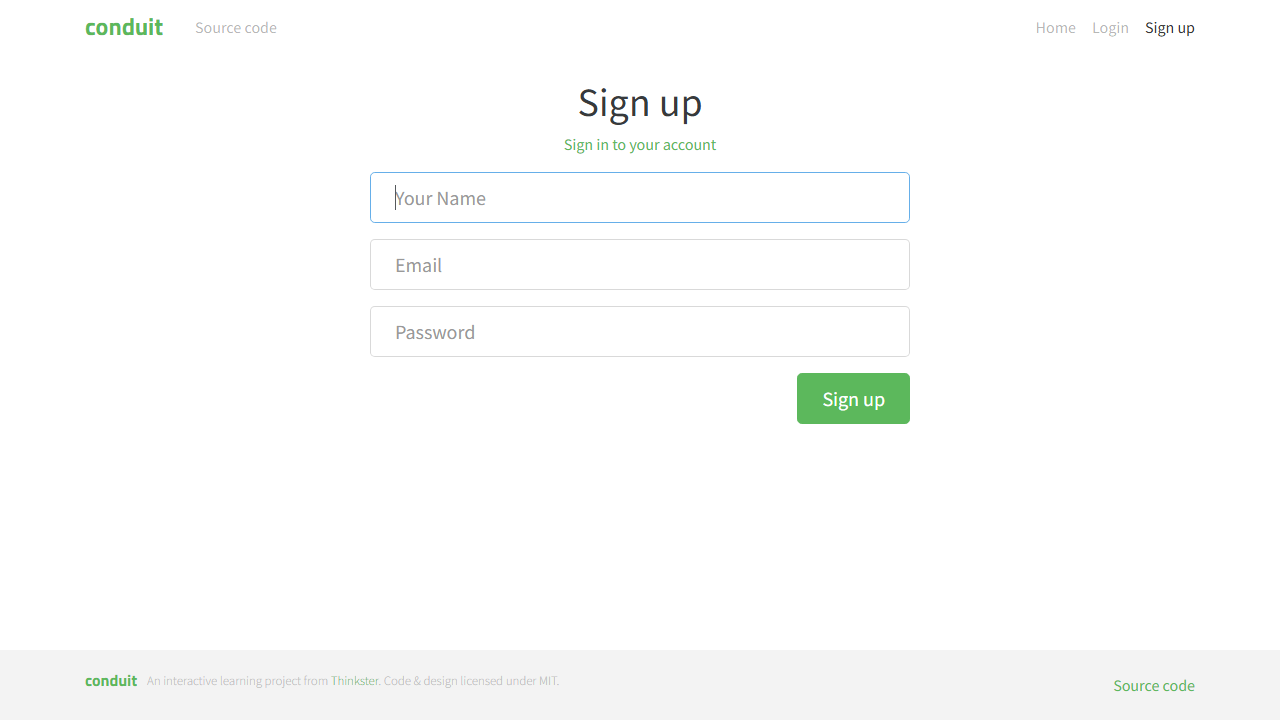 conduit Source code Home Login Sign up
Sign up
Sign in to your account
Your Name
Email
Password
Sign up
conduit An interactive learning project from Thinkster. Code & design licensed under MIT. Source code